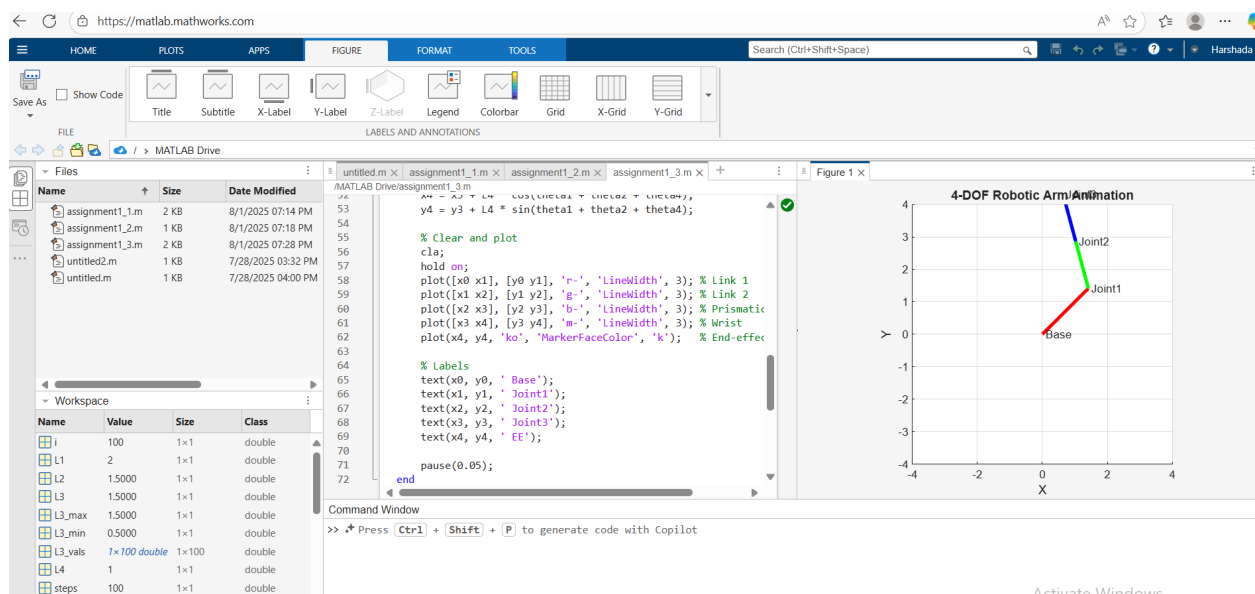 https://matlab.mathworks.com
HOME PLOTS APPS FIGURE FORMAT TOOLS Search (Ctrl+Shift+Space) Harshada
Save As Show Code Title Subtitle X-Label Y-Label Z-Label Legend Colorbar Grid X-Grid Y-Grid
FILE LABELS AND ANNOTATIONS
/ > MATLAB Drive
Files
Name Size Date Modified
assignment1_1.m 2 KB 8/1/2025 07:14 PM
assignment1_2.m 1 KB 8/1/2025 07:18 PM
assignment1_3.m 2 KB 8/1/2025 07:28 PM
untitled2.m 1 KB 7/28/2025 03:32 PM
untitled.m 1 KB 7/28/2025 04:00 PM
Workspace
Name Value Size Class
i 100 1×1 double
L1 2 1×1 double
L2 1.5000 1×1 double
L3 1.5000 1×1 double
L3_max 1.5000 1×1 double
L3_min 0.5000 1×1 double
L3_vals 1×100 double 1×100 double
L4 1 1×1 double
steps 100 1×1 double
untitled.m × assignment1_1.m × assignment1_2.m × assignment1_3.m × +
/MATLAB Drive/assignment1_3.m
53 y4 = y3 + L4 * sin(theta1 + theta2 + theta4);
54
55 % Clear and plot
56 cla;
57 hold on;
58 plot([x0 x1], [y0 y1], 'r-', 'LineWidth', 3); % Link 1
59 plot([x1 x2], [y1 y2], 'g-', 'LineWidth', 3); % Link 2
60 plot([x2 x3], [y2 y3], 'b-', 'LineWidth', 3); % Prismatic
61 plot([x3 x4], [y3 y4], 'm-', 'LineWidth', 3); % Wrist
62 plot(x4, y4, 'ko', 'MarkerFaceColor', 'k'); % End-effec
63
64 % Labels
65 text(x0, y0, ' Base');
66 text(x1, y1, ' Joint1');
67 text(x2, y2, ' Joint2');
68 text(x3, y3, ' Joint3');
69 text(x4, y4, ' EE');
70
71 pause(0.05);
72 end
Command Window
>> Press Ctrl + Shift + P to generate code with Copilot
Figure 1 ×
4-DOF Robotic Arm Animation
4
3
2
1
0
-1
-2
-3
-4
Y
Joint2
Joint1
Base
-4 -2 0 2 4
X
Activate Windows